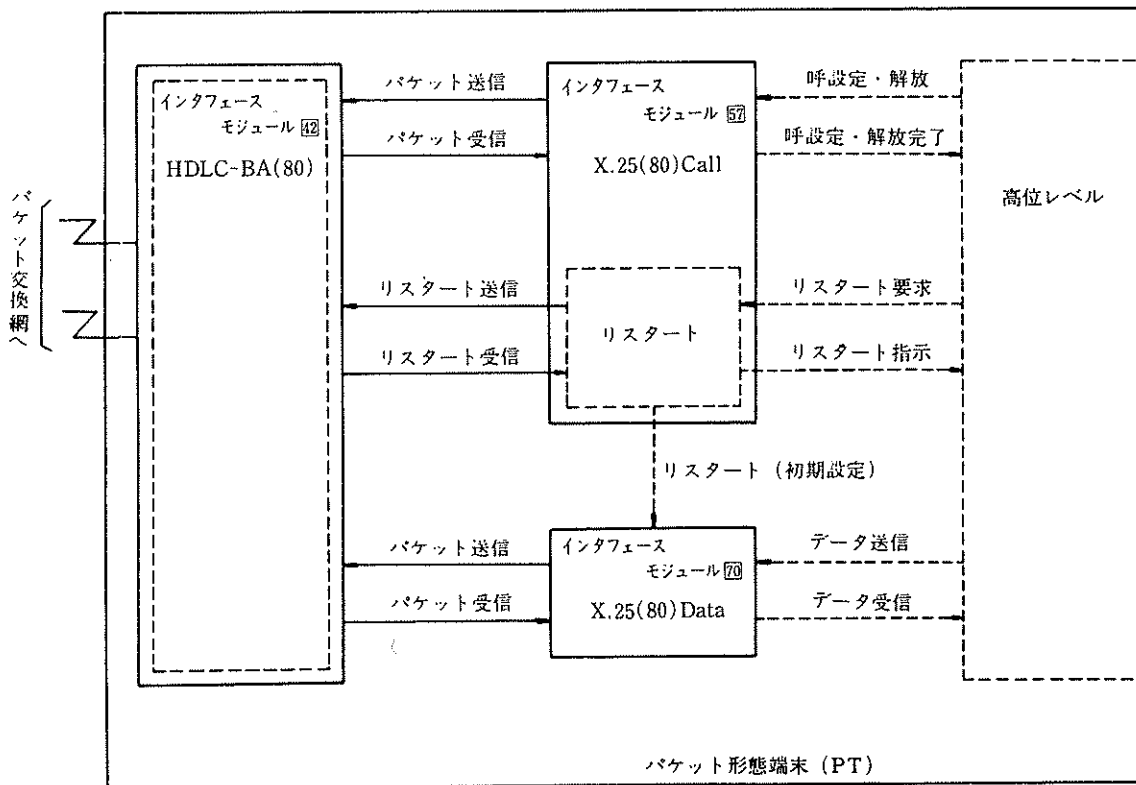 パケット送信
インタフェース
モジュール 42
HDLC-BA(80)
パケット受信
インタフェース
モジュール 57
X.25(80)Call
呼設定・解放
呼設定・解放完了
高位レベル
パケット交換網へ
リスタート送信
リスタート受信
リスタート
リスタート要求
リスタート指示
リスタート（初期設定）
パケット送信
パケット受信
インタフェース
モジュール 70
X.25(80)Data
データ送信
データ受信
パケット形態端末（PT）